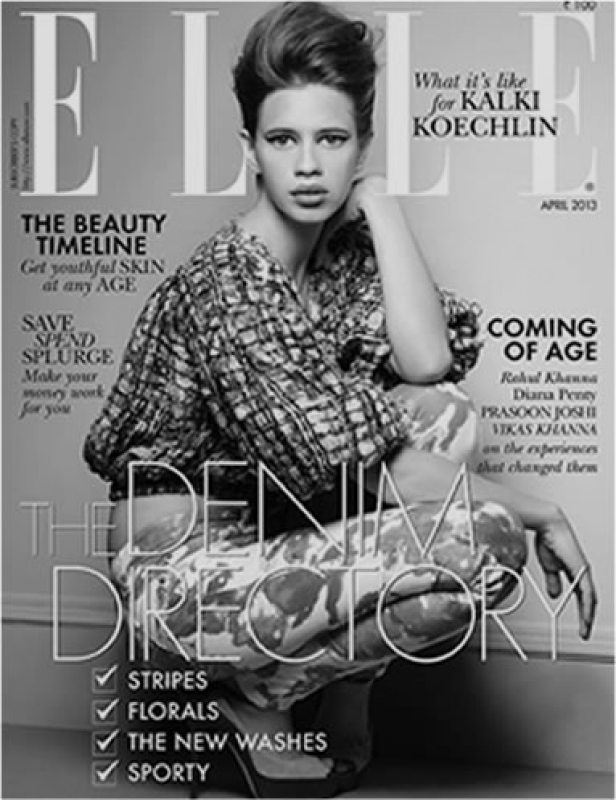 ₹ 100
ELLE
What it's like
for KALKI
KOECHLIN
APRIL 2013
THE BEAUTY
TIMELINE
Get youthful SKIN
at any AGE
SAVE
SPEND
SPLURGE
Make your
money work
for you
COMING
OF AGE
Rahul Khanna
Diana Penty
PRASOON JOSHI
VIKAS KHANNA
on the experiences
that changed them
THE DENIM
DIRECTORY
STRIPES
FLORALS
THE NEW WASHES
SPORTY